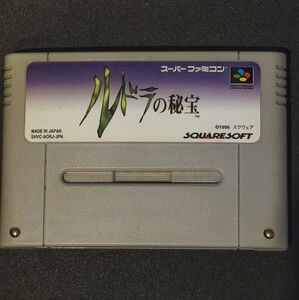 スーパーファミコン
ルドラの秘宝
TM
MADE IN JAPAN
SHVC-AORJ-JPN
©1996 スクウェア
SQUARESOFT